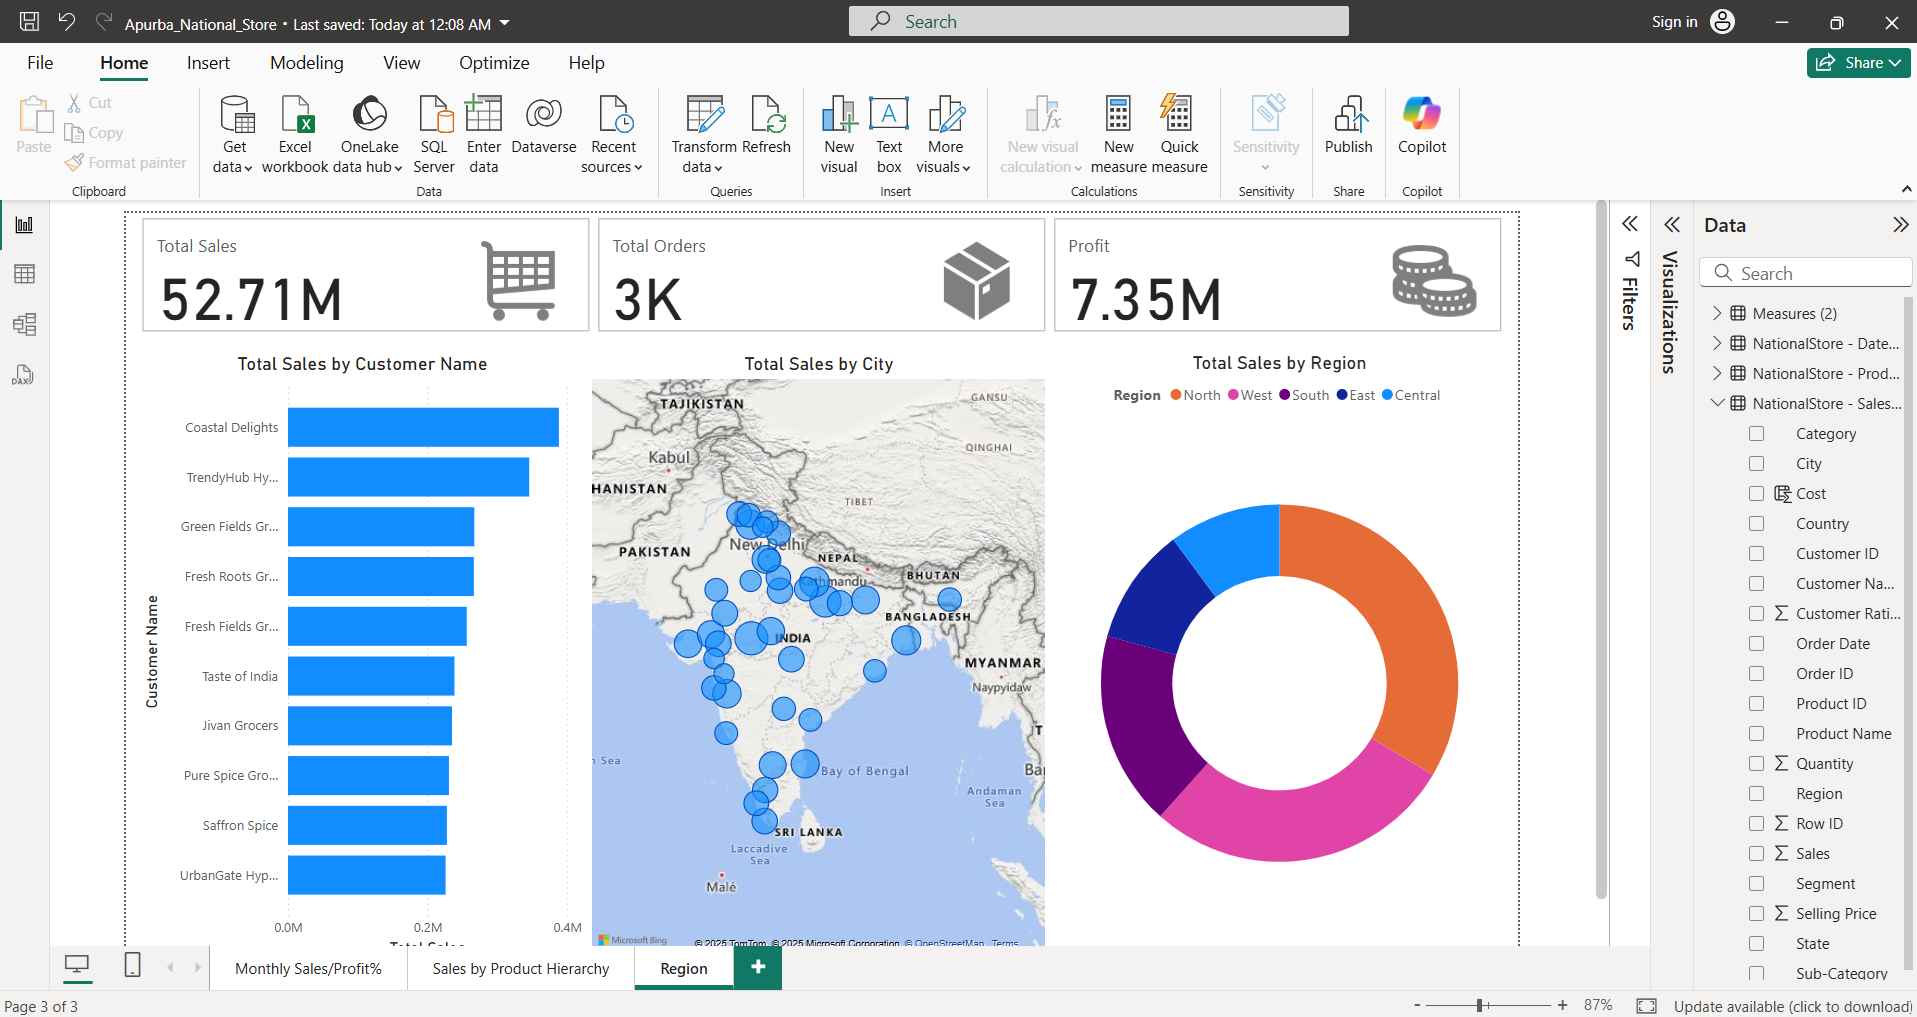 Apurba_National_Store • Last saved: Today at 12:08 AM
Search
Sign in
File Home Insert Modeling View Optimize Help
Share
Paste
Cut
Copy
Format painter
Clipboard
Get data
Excel workbook
OneLake data hub
SQL Server
Enter data
Dataverse
Recent sources
Data
Transform data
Refresh
Queries
New visual
Text box
More visuals
Insert
New visual calculation
New measure
Quick measure
Calculations
Sensitivity
Sensitivity
Publish
Share
Copilot
Copilot
Total Sales
52.71M
Total Orders
3K
Profit
7.35M
Total Sales by Customer Name
Customer Name
Coastal Delights
TrendyHub Hy...
Green Fields Gr...
Fresh Roots Gr...
Fresh Fields Gr...
Taste of India
Jivan Grocers
Pure Spice Gro...
Saffron Spice
UrbanGate Hyp...
0.0M 0.2M 0.4M
Total Sales
Total Sales by City
TAJIKISTAN
GANSU
QINGHAI
Kabul
HANISTAN
TIBET
PAKISTAN
New Delhi
NEPAL
Kathmandu
BHUTAN
BANGLADESH
INDIA
MYANMAR
Naypyidaw
T
n Sea
Bay of Bengal
Ba
Andaman Sea
SRI LANKA
Laccadive Sea
Malé
Microsoft Bing
© 2025 TomTom, © 2025 Microsoft Corporation, © OpenStreetMap Terms
Total Sales by Region
Region North West South East Central
Filters
Visualizations
Data
Search
Measures (2)
NationalStore - Date...
NationalStore - Prod...
NationalStore - Sales...
Category
City
Cost
Country
Customer ID
Customer Na...
Customer Rati...
Order Date
Order ID
Product ID
Product Name
Quantity
Region
Row ID
Sales
Segment
Selling Price
State
Sub-Category
Monthly Sales/Profit% Sales by Product Hierarchy Region +
Page 3 of 3
- + 87%
Update available (click to download)